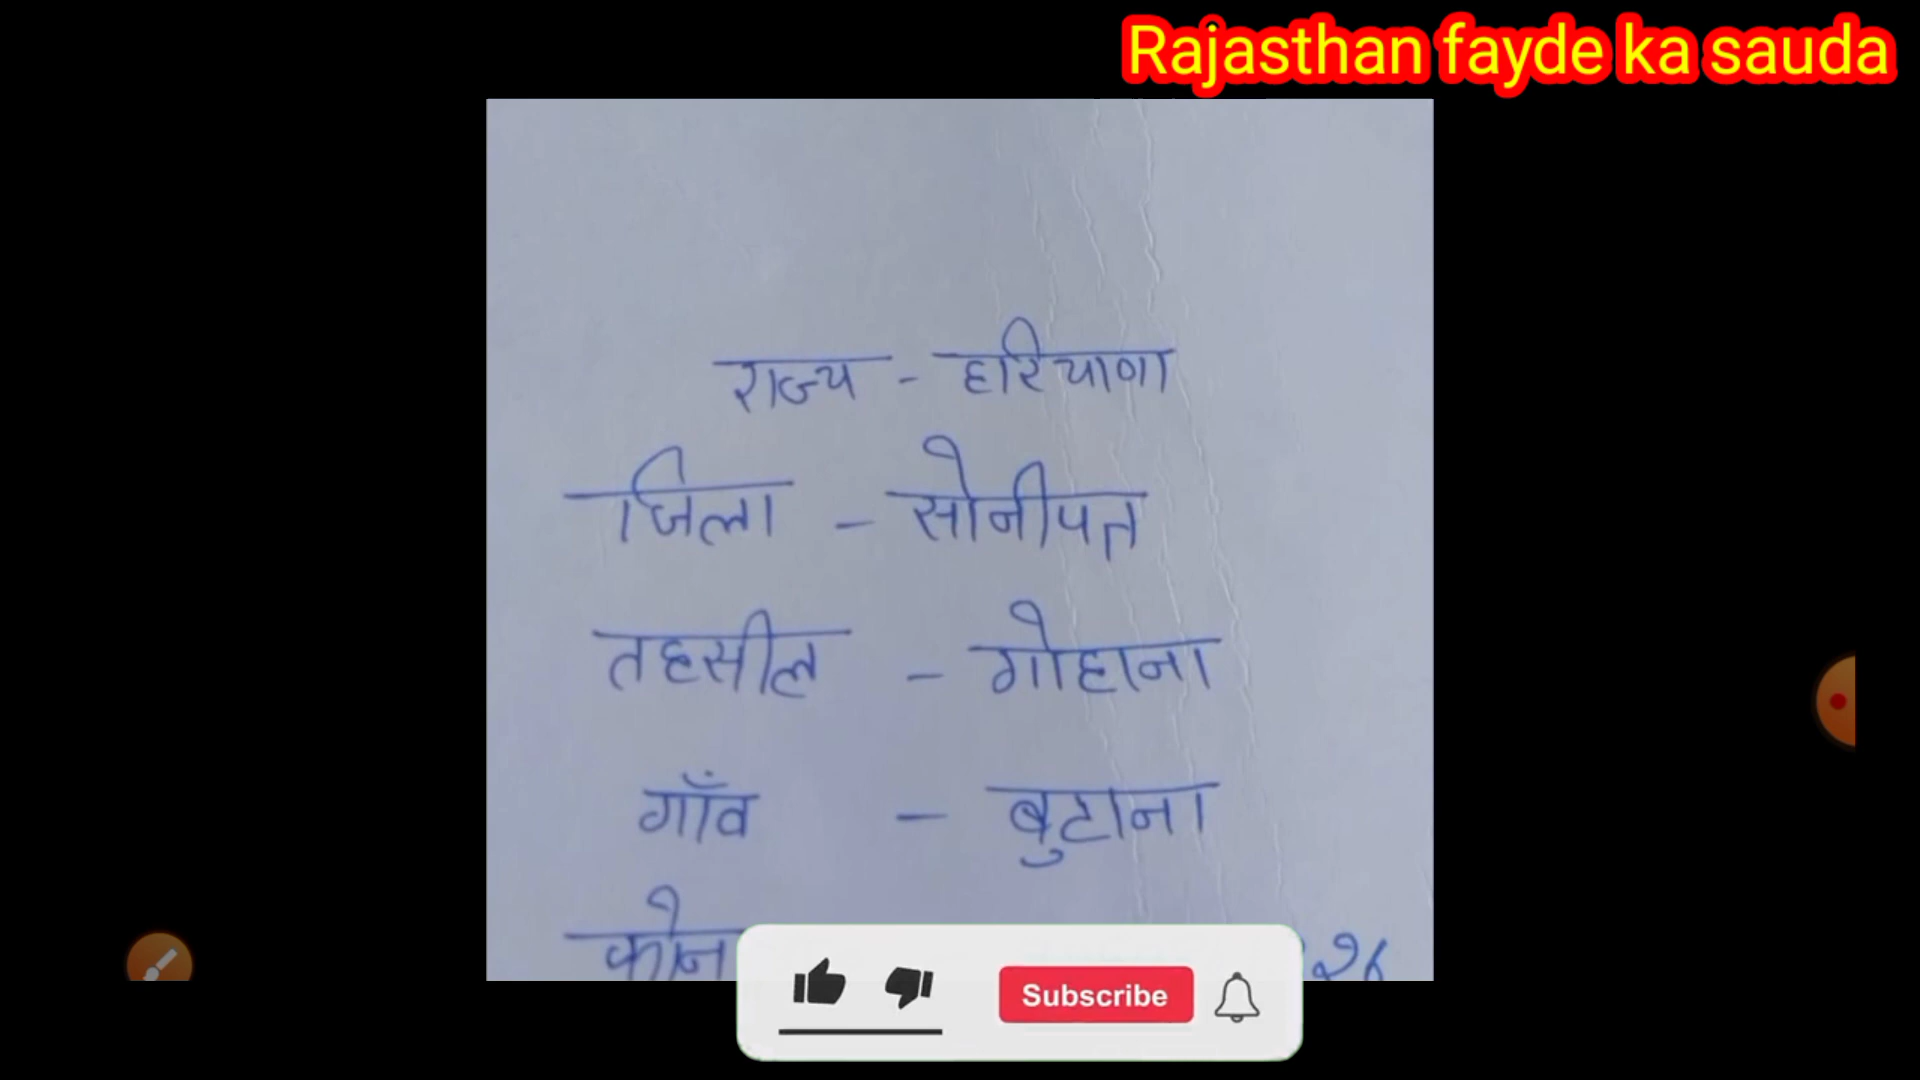 Rajasthan fayde ka sauda
राज्य - हरियाणा
जिला - सोनीपत
तहसील - गोहाना
गाँव - बुटाना
Subscribe